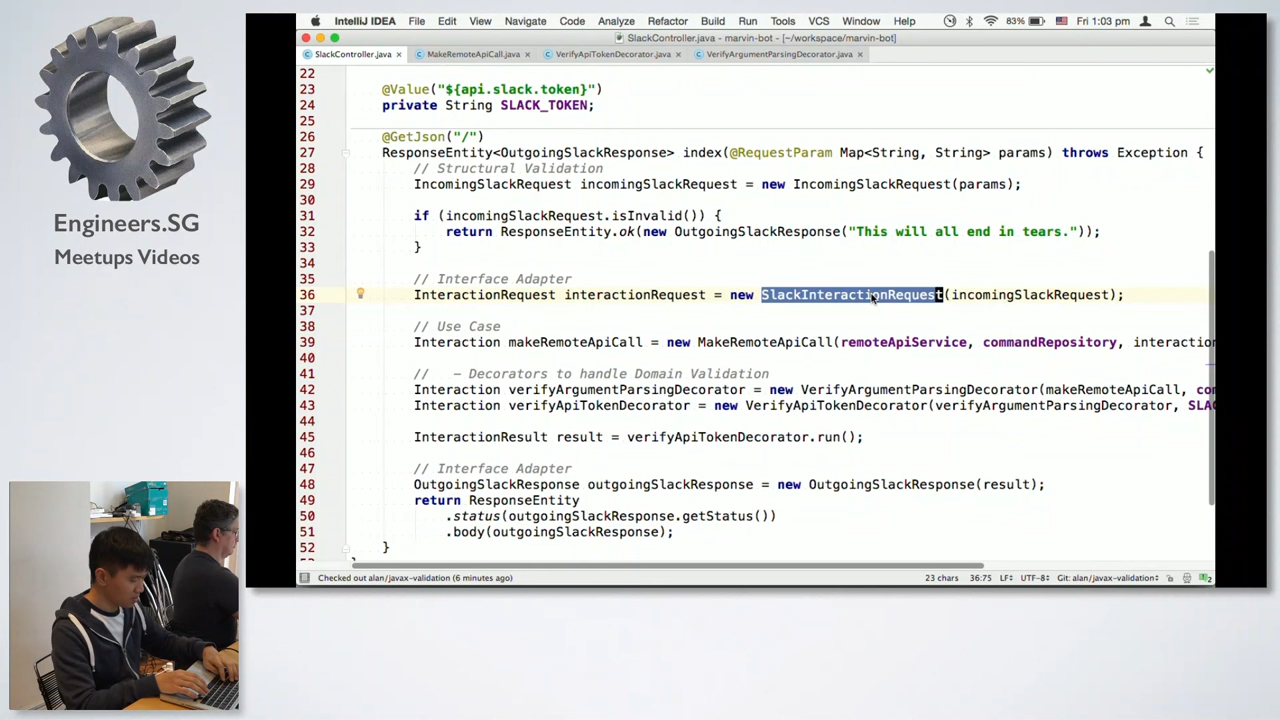 Engineers.SG
Meetups Videos
IntelliJ IDEA File Edit View Navigate Code Analyze Refactor Build Run Tools VCS Window Help 83% Fri 1:03 pm
SlackController.java - marvin-bot - [~/workspace/marvin-bot]
SlackController.java × MakeRemoteApiCall.java × VerifyApiTokenDecorator.java × VerifyArgumentParsingDecorator.java ×
22
23 @Value("${api.slack.token}")
24 private String SLACK_TOKEN;
25
26 @GetJson("/")
27 ResponseEntity<OutgoingSlackResponse> index(@RequestParam Map<String, String> params) throws Exception {
28 // Structural Validation
29 IncomingSlackRequest incomingSlackRequest = new IncomingSlackRequest(params);
30
31 if (incomingSlackRequest.isInvalid()) {
32 return ResponseEntity.ok(new OutgoingSlackResponse("This will all end in tears."));
33 }
34
35 // Interface Adapter
36 InteractionRequest interactionRequest = new SlackInteractionRequest(incomingSlackRequest);
37
38 // Use Case
39 Interaction makeRemoteApiCall = new MakeRemoteApiCall(remoteApiService, commandRepository, interaction
40
41 // – Decorators to handle Domain Validation
42 Interaction verifyArgumentParsingDecorator = new VerifyArgumentParsingDecorator(makeRemoteApiCall, co
43 Interaction verifyApiTokenDecorator = new VerifyApiTokenDecorator(verifyArgumentParsingDecorator, SLAC
44
45 InteractionResult result = verifyApiTokenDecorator.run();
46
47 // Interface Adapter
48 OutgoingSlackResponse outgoingSlackResponse = new OutgoingSlackResponse(result);
49 return ResponseEntity
50 .status(outgoingSlackResponse.getStatus())
51 .body(outgoingSlackResponse);
52 }
Checked out alan/javax-validation (6 minutes ago) 23 chars 36:75 LF÷ UTF-8÷ Git: alan/javax-validation÷